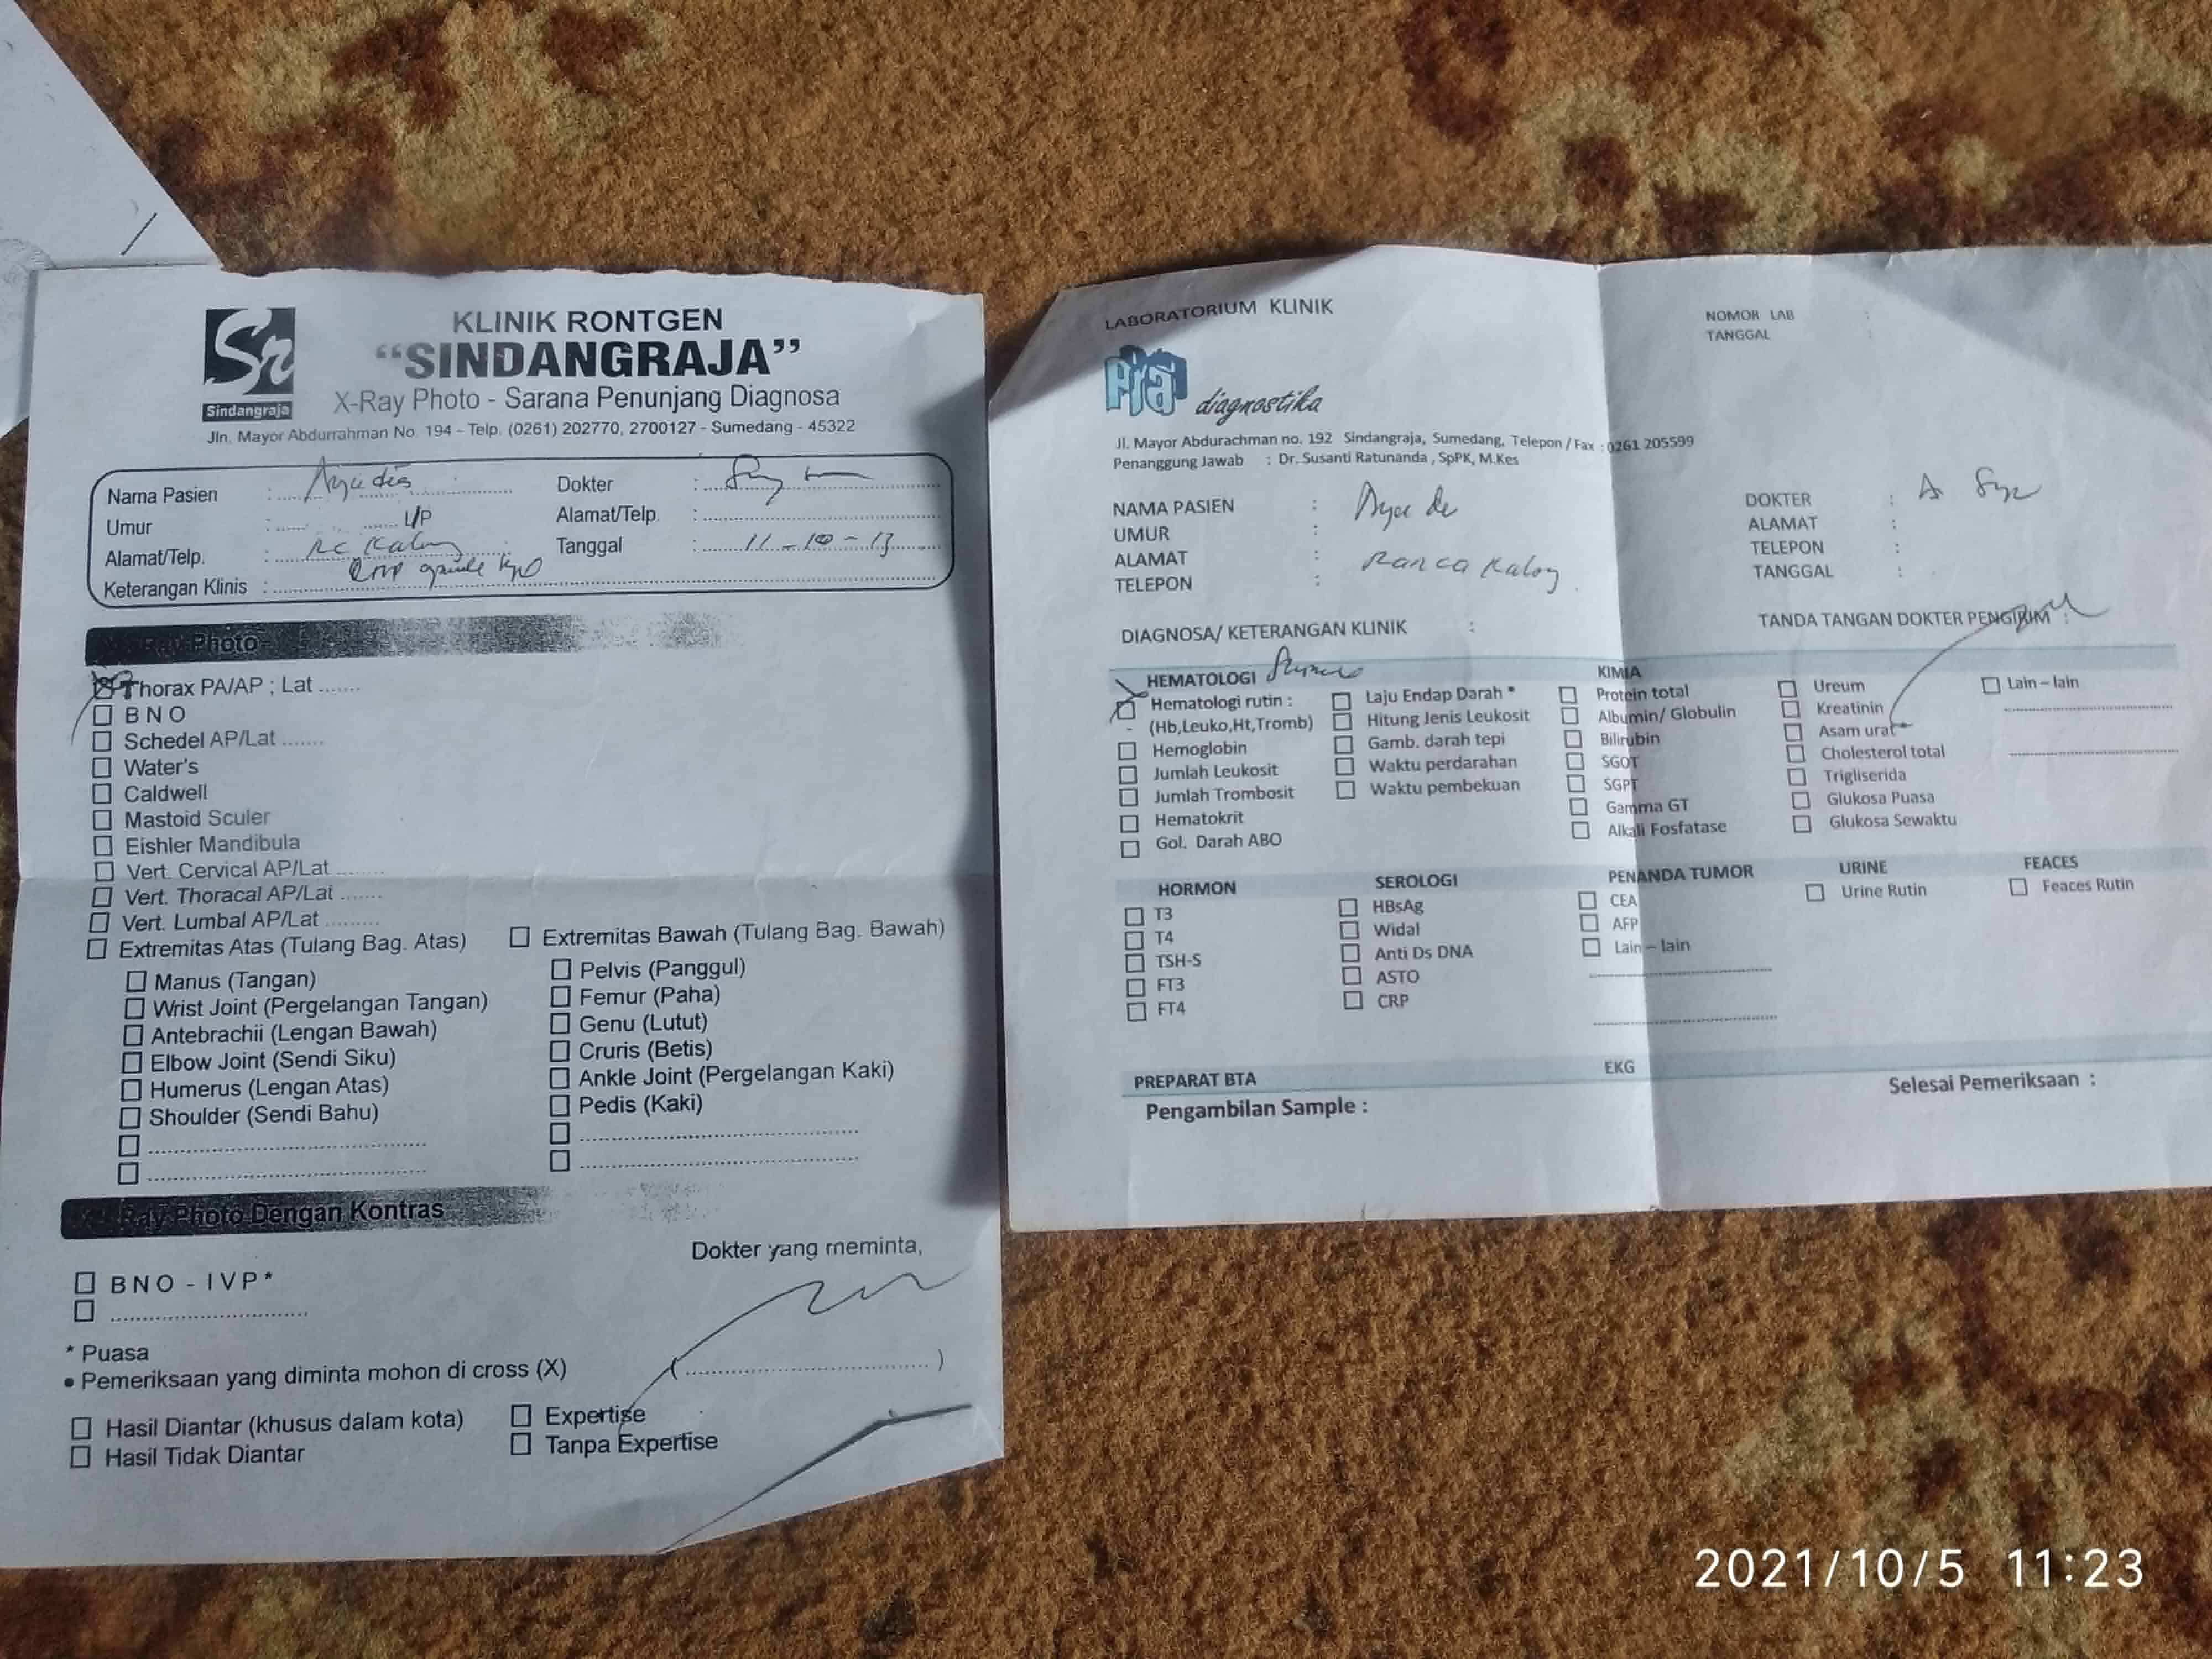 Sr
Sindangraja
KLINIK RONTGEN
“SINDANGRAJA”
X-Ray Photo - Sarana Penunjang Diagnosa
Jln. Mayor Abdurrahman No. 194 - Telp. (0261) 202770, 2700127 - Sumedang - 45322
Nama Pasien :
Dokter :
Umur : L/P
Alamat/Telp. :
Alamat/Telp. :
Tanggal : 11-10-13
Keterangan Klinis :
X-Ray Photo
Thorax PA/AP ; Lat .......
B N O
Schedel AP/Lat .......
Water's
Caldwell
Mastoid Sculer
Eishler Mandibula
Vert. Cervical AP/Lat ........
Vert. Thoracal AP/Lat .......
Vert. Lumbal AP/Lat .........
Extremitas Atas (Tulang Bag. Atas)
Manus (Tangan)
Wrist Joint (Pergelangan Tangan)
Antebrachii (Lengan Bawah)
Elbow Joint (Sendi Siku)
Humerus (Lengan Atas)
Shoulder (Sendi Bahu)
Extremitas Bawah (Tulang Bag. Bawah)
Pelvis (Panggul)
Femur (Paha)
Genu (Lutut)
Cruris (Betis)
Ankle Joint (Pergelangan Kaki)
Pedis (Kaki)
X-Ray Photo Dengan Kontras
B N O - I V P *
Dokter yang meminta,
* Puasa
• Pemeriksaan yang diminta mohon di cross (X)
Hasil Diantar (khusus dalam kota)
Hasil Tidak Diantar
Expertise
Tanpa Expertise
LABORATORIUM KLINIK
NOMOR LAB :
TANGGAL :
diagnostika
Jl. Mayor Abdurachman no. 192 Sindangraja, Sumedang, Telepon / Fax : 0261 205599
Penanggung Jawab : Dr. Susanti Ratunanda , SpPK, M.Kes
NAMA PASIEN :
UMUR :
ALAMAT : Ranca Kalong
TELEPON :
DOKTER :
ALAMAT :
TELEPON :
TANGGAL :
DIAGNOSA/ KETERANGAN KLINIK :
TANDA TANGAN DOKTER PENGIRIM :
HEMATOLOGI
Hematologi rutin :
(Hb,Leuko,Ht,Tromb)
Hemoglobin
Jumlah Leukosit
Jumlah Trombosit
Hematokrit
Gol. Darah ABO
Laju Endap Darah *
Hitung Jenis Leukosit
Gamb. darah tepi
Waktu perdarahan
Waktu pembekuan
KIMIA
Protein total
Albumin/ Globulin
Bilirubin
SGOT
SGPT
Gamma GT
Alkali Fosfatase
Ureum
Kreatinin
Asam urat
Cholesterol total
Trigliserida
Glukosa Puasa
Glukosa Sewaktu
Lain – lain
HORMON
T3
T4
TSH-S
FT3
FT4
SEROLOGI
HBsAg
Widal
Anti Ds DNA
ASTO
CRP
PENANDA TUMOR
CEA
AFP
Lain – lain
URINE
Urine Rutin
FEACES
Feaces Rutin
PREPARAT BTA
EKG
Pengambilan Sample :
Selesai Pemeriksaan :
2021/10/5 11:23